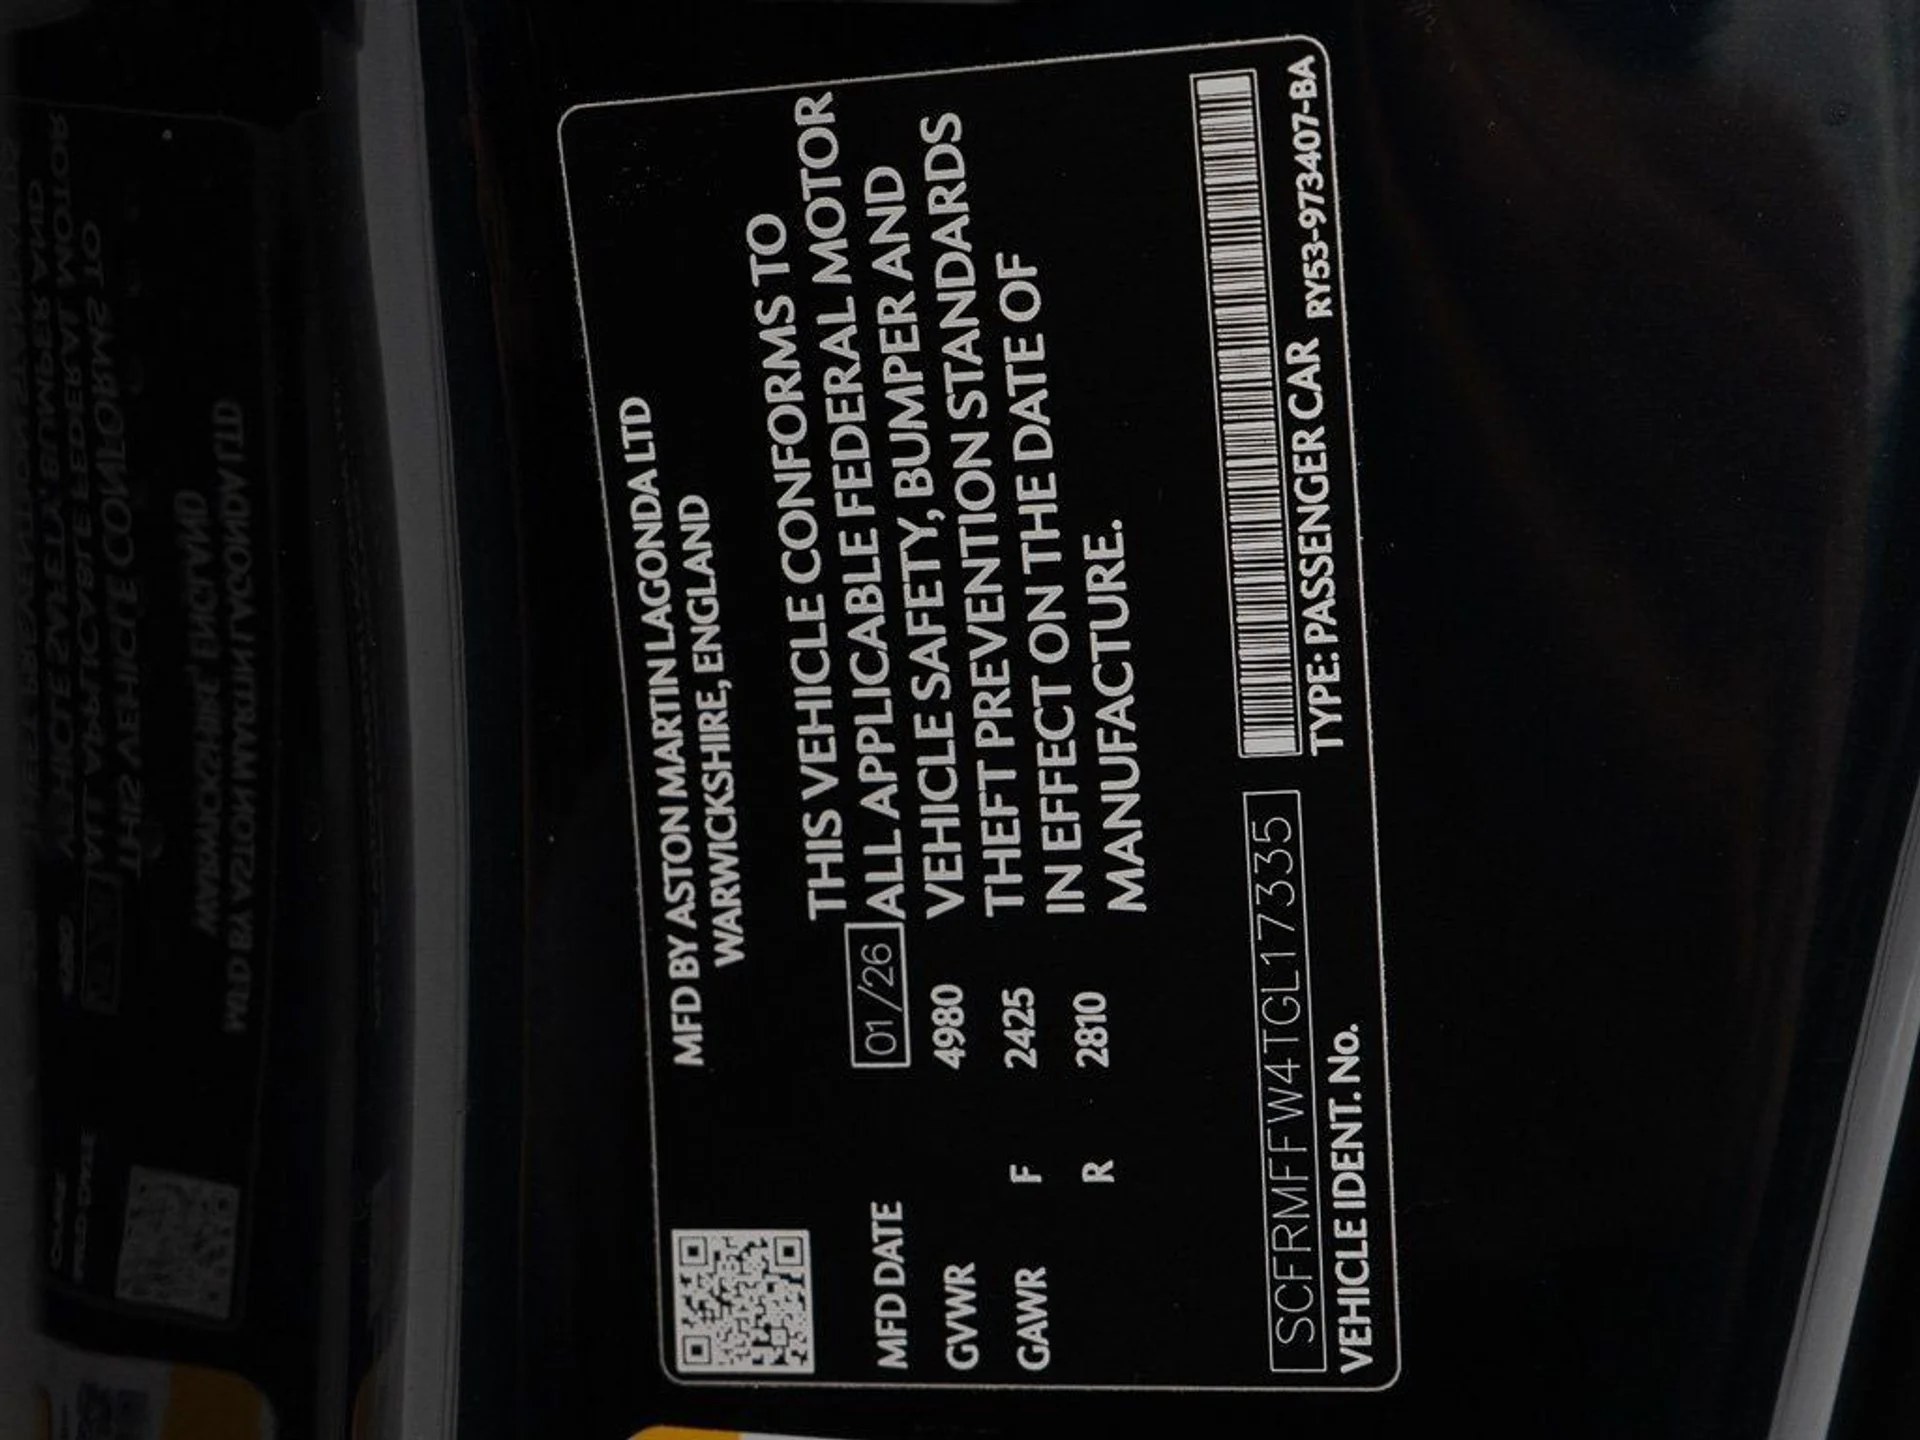 MFD BY ASTON MARTIN LAGONDA LTD
WARWICKSHIRE, ENGLAND
THIS VEHICLE CONFORMS TO
MFD DATE 01/26 ALL APPLICABLE FEDERAL MOTOR
GVWR 4980 VEHICLE SAFETY, BUMPER AND
THEFT PREVENTION STANDARDS
GAWR F 2425 IN EFFECT ON THE DATE OF
R 2810 MANUFACTURE.
SCFRMFFW4TGL17335
VEHICLE IDENT. No. TYPE: PASSENGER CAR RY53-973407-BA